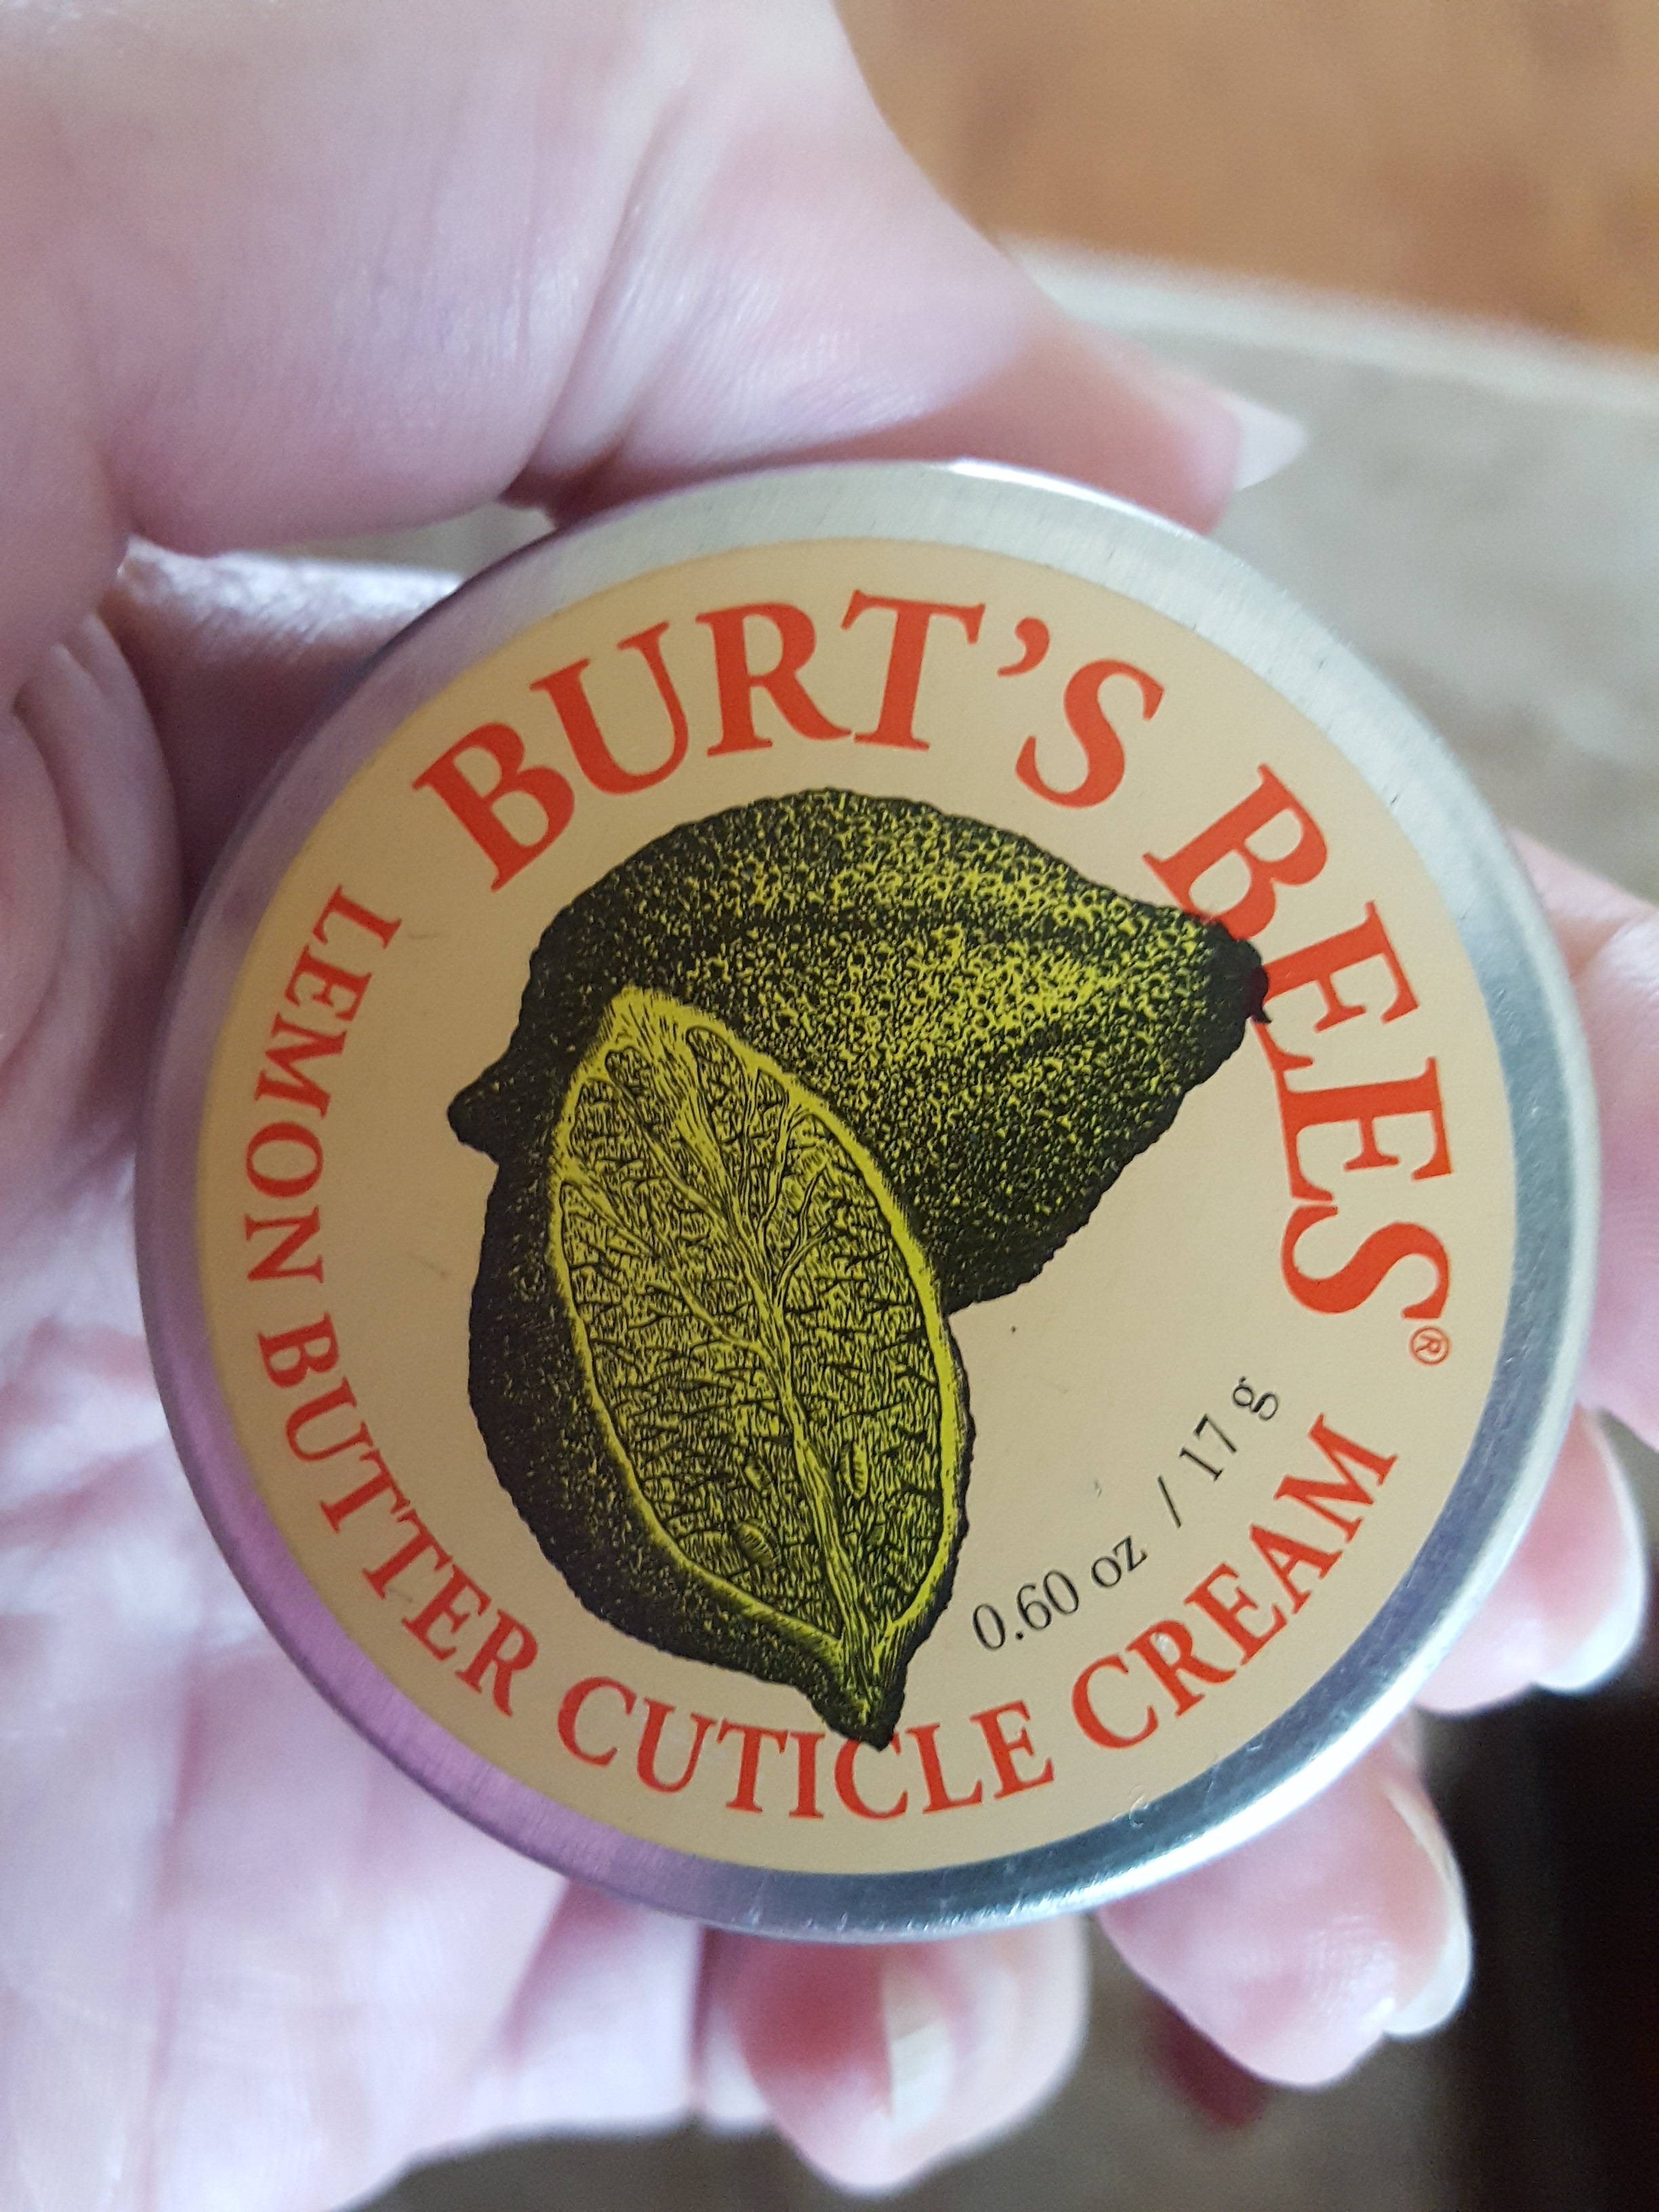 BURT'S BEES®
0.60 oz / 17 g
LEMON BUTTER CUTICLE CREAM